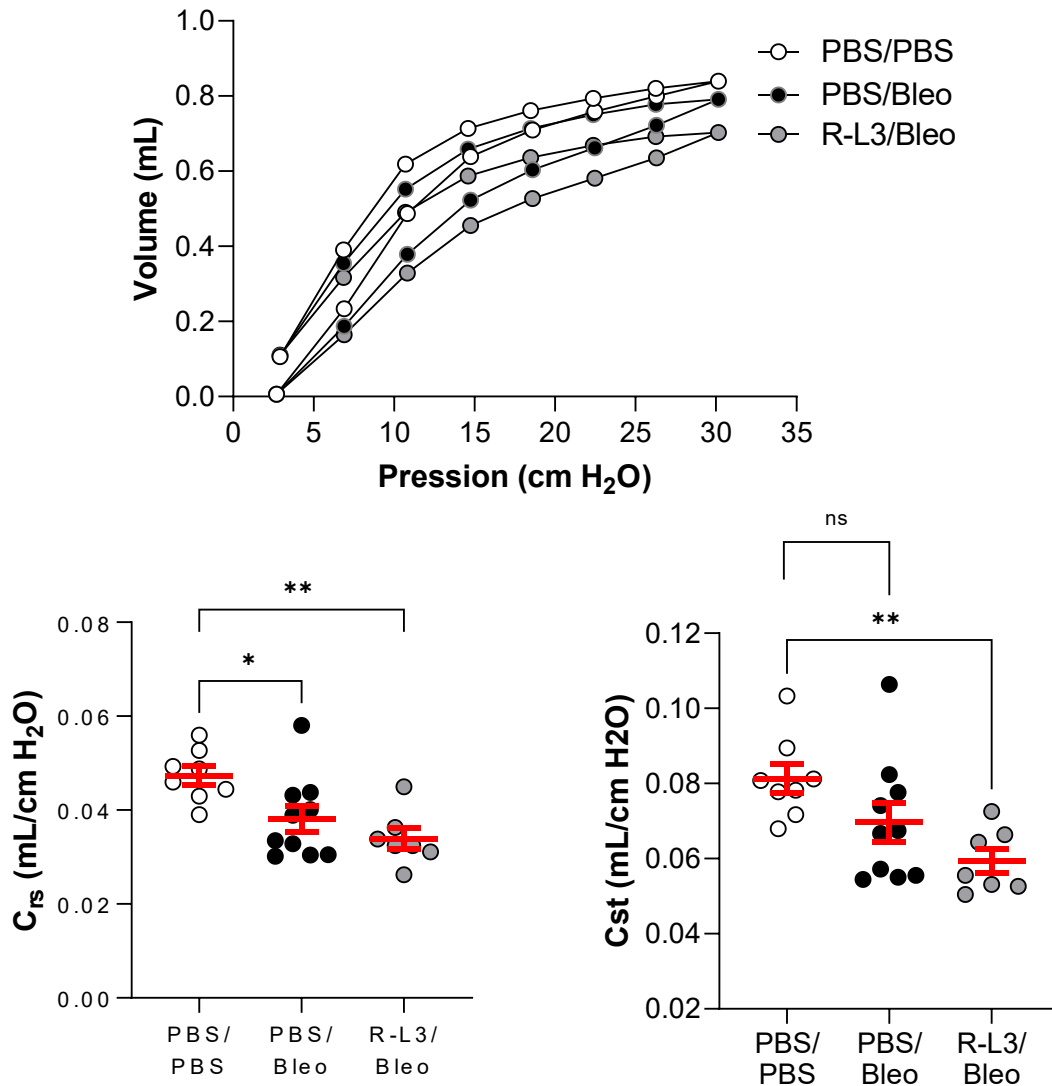 1.0
0.8
0.6
0.4
0.2
0.0
Volume (mL)
0 5 10 15 20 25 30 35
Pression (cm H₂O)
PBS/PBS
PBS/Bleo
R-L3/Bleo
**
*
0.08
0.06
0.04
0.02
0.00
Crs (mL/cm H₂O)
PBS/ PBS/ R-L3/
PBS Bleo Bleo
ns
**
0.12
0.10
0.08
0.06
0.04
0.02
Cst (mL/cm H2O)
PBS/ PBS/ R-L3/
PBS Bleo Bleo